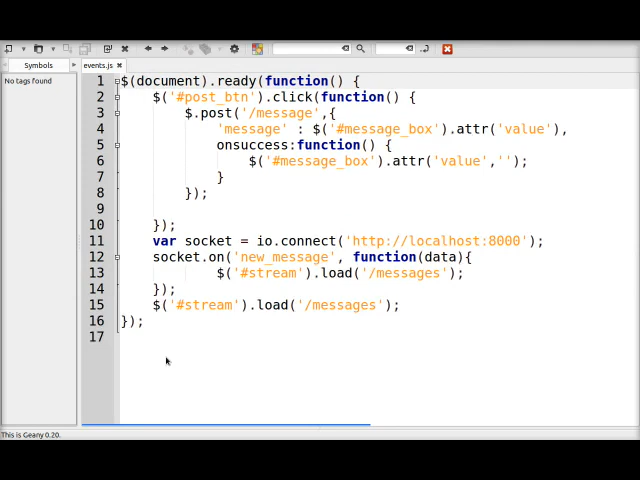 Symbols
events.js
No tags found
1 $(document).ready(function() {
2 $('#post_btn').click(function() {
3 $.post('/message',{
4 'message' : $('#message_box').attr('value'),
5 onsuccess:function() {
6 $('#message_box').attr('value','');
7 }
8 });
9
10 });
11 var socket = io.connect('http://localhost:8000');
12 socket.on('new_message', function(data){
13 $('#stream').load('/messages');
14 });
15 $('#stream').load('/messages');
16 });
17
This is Geany 0.20.